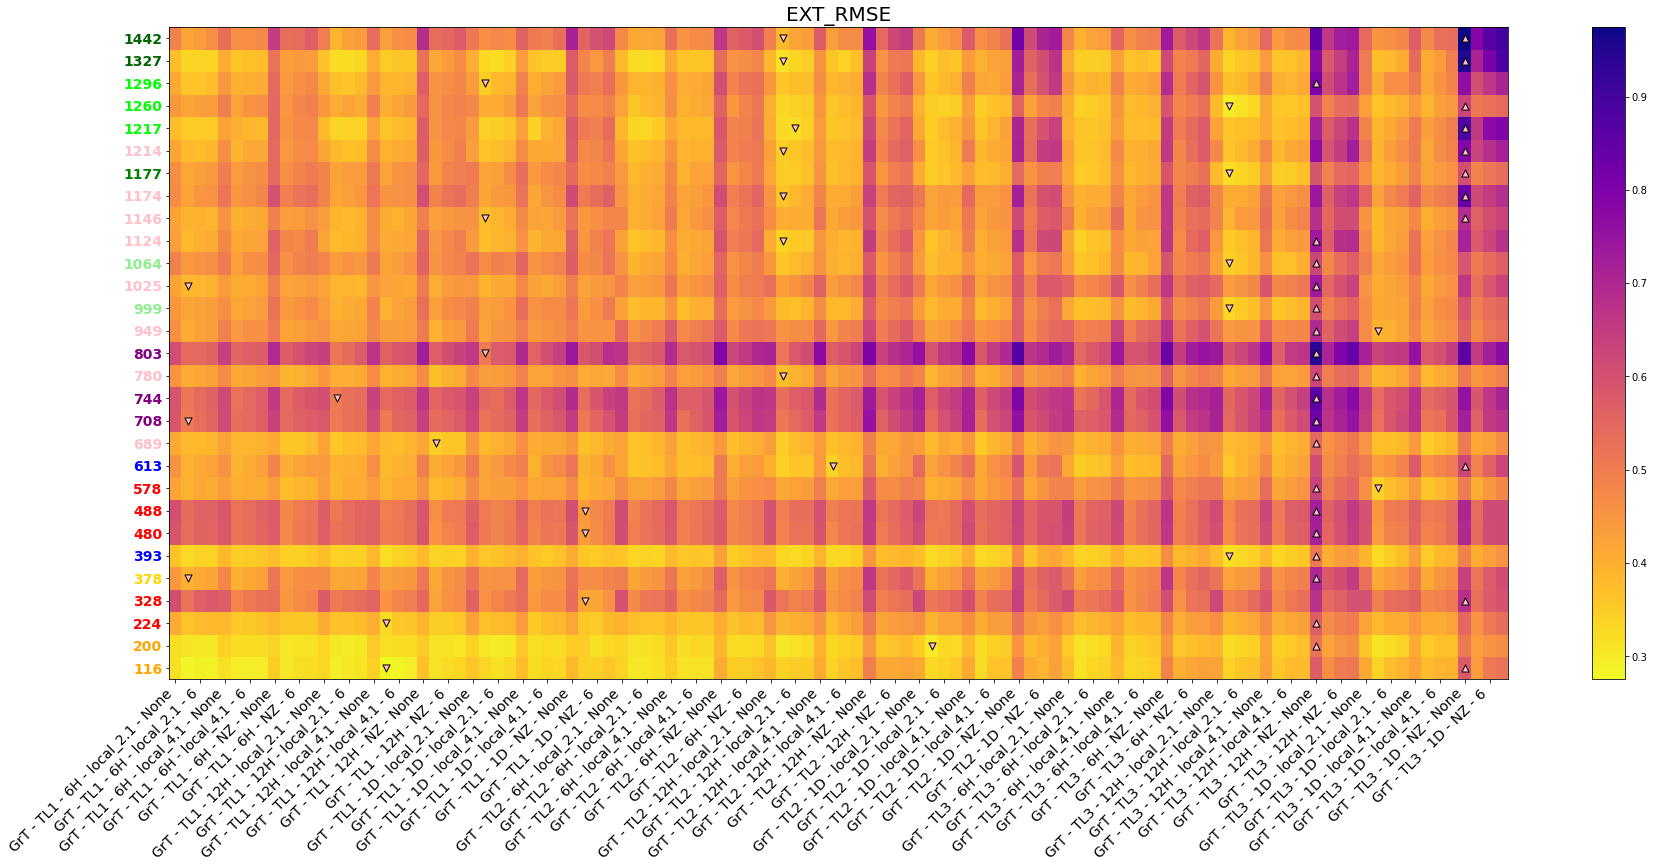 EXT_RMSE
1442
1327
1296
1260
1217
1214
1177
1174
1146
1124
1064
1025
999
949
803
780
744
708
689
613
578
488
480
393
378
328
224
200
116
GrT - TL1 - 6H - local_2.1 - None
GrT - TL1 - 6H - local_2.1 - 6
GrT - TL1 - 6H - local_4.1 - None
GrT - TL1 - 6H - local_4.1 - 6
GrT - TL1 - 6H - NZ - None
GrT - TL1 - 6H - NZ - 6
GrT - TL1 - 12H - local_2.1 - None
GrT - TL1 - 12H - local_2.1 - 6
GrT - TL1 - 12H - local_4.1 - None
GrT - TL1 - 12H - local_4.1 - 6
GrT - TL1 - 12H - NZ - None
GrT - TL1 - 12H - NZ - 6
GrT - TL1 - 1D - local_2.1 - None
GrT - TL1 - 1D - local_2.1 - 6
GrT - TL1 - 1D - local_4.1 - None
GrT - TL1 - 1D - local_4.1 - 6
GrT - TL1 - 1D - NZ - None
GrT - TL1 - 1D - NZ - 6
GrT - TL2 - 6H - local_2.1 - None
GrT - TL2 - 6H - local_2.1 - 6
GrT - TL2 - 6H - local_4.1 - None
GrT - TL2 - 6H - local_4.1 - 6
GrT - TL2 - 6H - NZ - None
GrT - TL2 - 6H - NZ - 6
GrT - TL2 - 12H - local_2.1 - None
GrT - TL2 - 12H - local_2.1 - 6
GrT - TL2 - 12H - local_4.1 - None
GrT - TL2 - 12H - local_4.1 - 6
GrT - TL2 - 12H - NZ - None
GrT - TL2 - 12H - NZ - 6
GrT - TL2 - 1D - local_2.1 - None
GrT - TL2 - 1D - local_2.1 - 6
GrT - TL2 - 1D - local_4.1 - None
GrT - TL2 - 1D - local_4.1 - 6
GrT - TL2 - 1D - NZ - None
GrT - TL2 - 1D - NZ - 6
GrT - TL3 - 6H - local_2.1 - None
GrT - TL3 - 6H - local_2.1 - 6
GrT - TL3 - 6H - local_4.1 - None
GrT - TL3 - 6H - local_4.1 - 6
GrT - TL3 - 6H - NZ - None
GrT - TL3 - 6H - NZ - 6
GrT - TL3 - 12H - local_2.1 - None
GrT - TL3 - 12H - local_2.1 - 6
GrT - TL3 - 12H - local_4.1 - None
GrT - TL3 - 12H - local_4.1 - 6
GrT - TL3 - 12H - NZ - None
GrT - TL3 - 12H - NZ - 6
GrT - TL3 - 1D - local_2.1 - None
GrT - TL3 - 1D - local_2.1 - 6
GrT - TL3 - 1D - local_4.1 - None
GrT - TL3 - 1D - local_4.1 - 6
GrT - TL3 - 1D - NZ - None
GrT - TL3 - 1D - NZ - 6
0.9
0.8
0.7
0.6
0.5
0.4
0.3